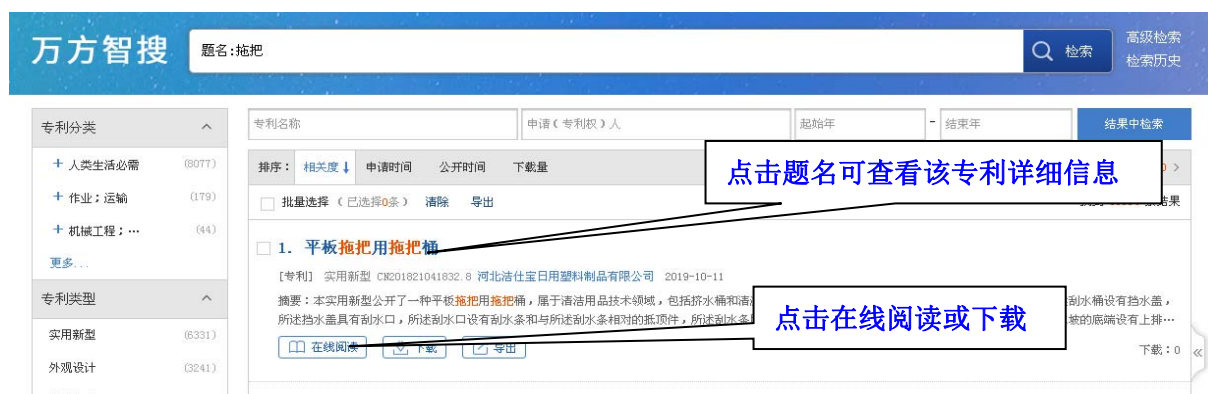 万方智搜
题名:拖把
检索
高级检索
检索历史
专利分类
人类生活必需 (8077)
作业；运输 (179)
机械工程；… (44)
更多...
专利类型
实用新型 (6331)
外观设计 (3241)
专利名称
申请(专利权)人
起始年
-
结束年
结果中检索
排序： 相关度↓ 申请时间 公开时间 下载量
点击题名可查看该专利详细信息
批量选择 (已选择0条) 清除 导出
结果
1. 平板拖把用拖把桶
[专利] 实用新型 CN201821041832.8 河北洁仕宝日用塑料制品有限公司 2019-10-11
摘要：本实用新型公开了一种平板拖把用拖把桶，属于清洁用品技术领域，包括挤水桶和清
刮水桶设有挡水盖，
所述挡水盖具有刮水口，所述刮水口设有刮水条和与所述刮水条相对的抵顶件，所述刮水条
坡的底端设有上排…
点击在线阅读或下载
在线阅读 下载 导出
下载：0